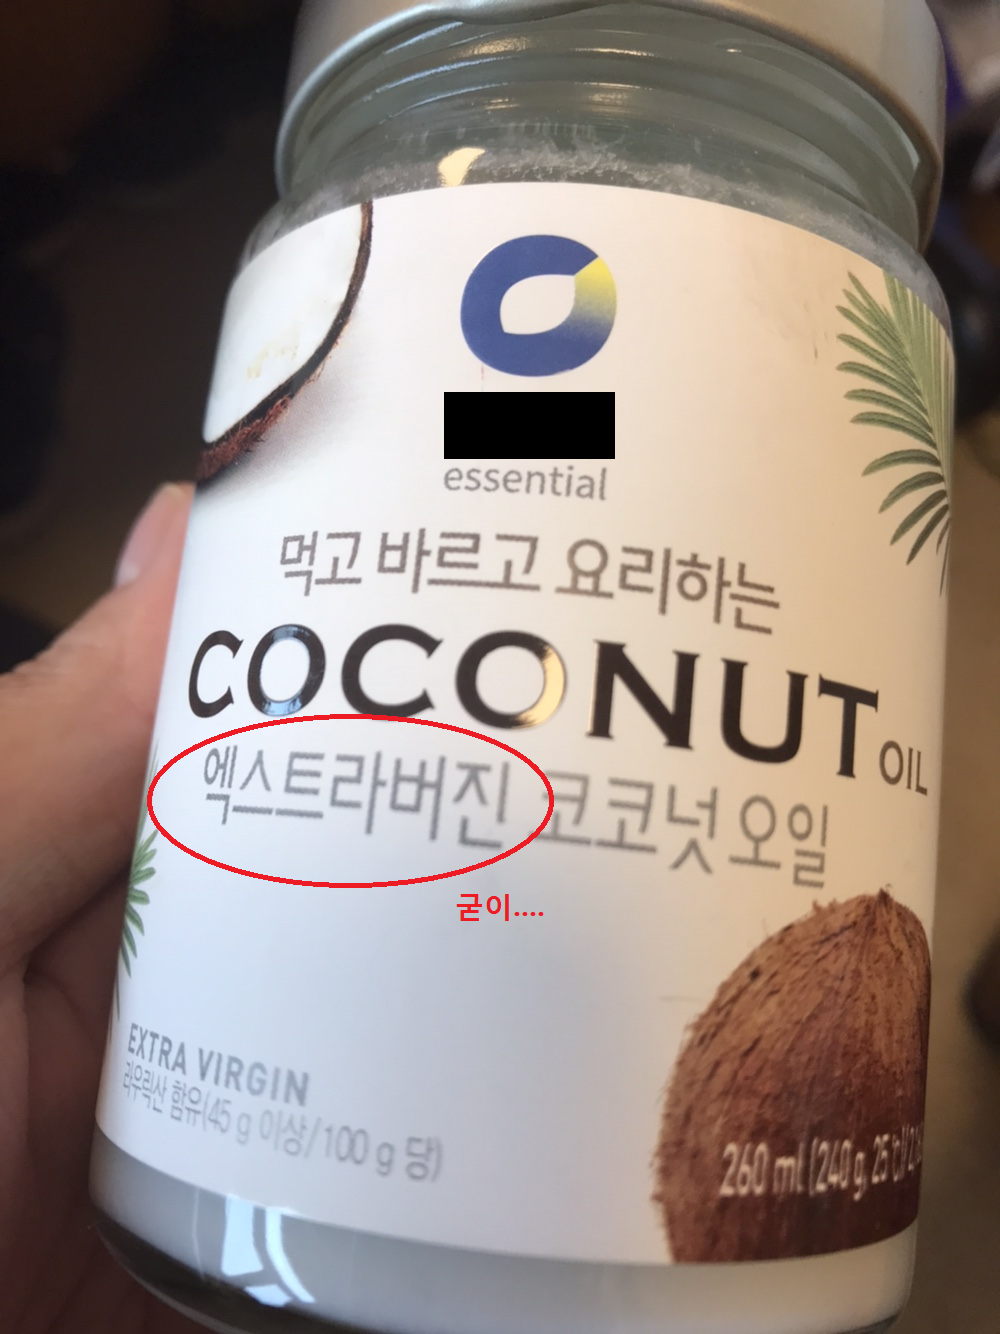 essential
먹고 바르고 요리하는
COCONUT OIL
엑스트라버진 코코넛 오일
굳이....
EXTRA VIRGIN
라우릭산 함유(45 g 이상/100 g 당)
260 ml (240 g, 25 ℃)